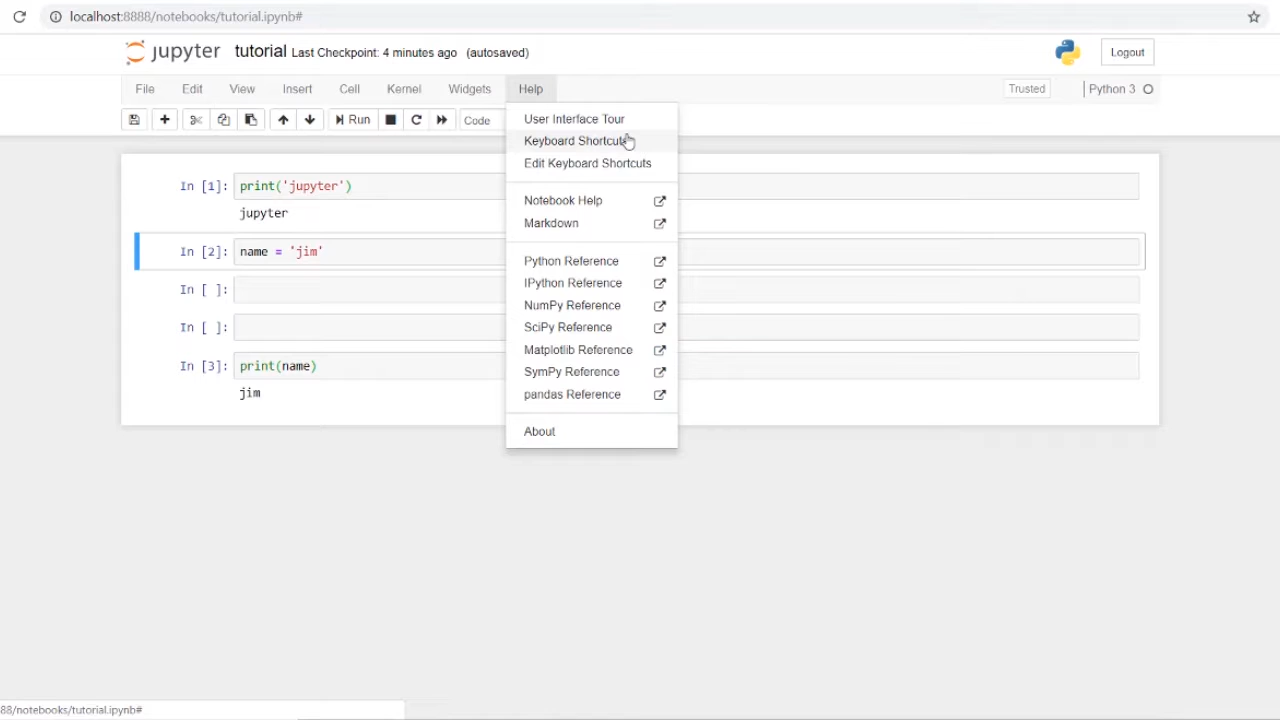 localhost:8888/notebooks/tutorial.ipynb#
jupyter tutorial Last Checkpoint: 4 minutes ago (autosaved) Logout
File Edit View Insert Cell Kernel Widgets Help Trusted Python 3
Run Code
User Interface Tour
Keyboard Shortcuts
Edit Keyboard Shortcuts
Notebook Help
Markdown
Python Reference
IPython Reference
NumPy Reference
SciPy Reference
Matplotlib Reference
SymPy Reference
pandas Reference
About
In [1]: print('jupyter')
jupyter
In [2]: name = 'jim'
In [ ]:
In [ ]:
In [3]: print(name)
jim
88/notebooks/tutorial.ipynb#